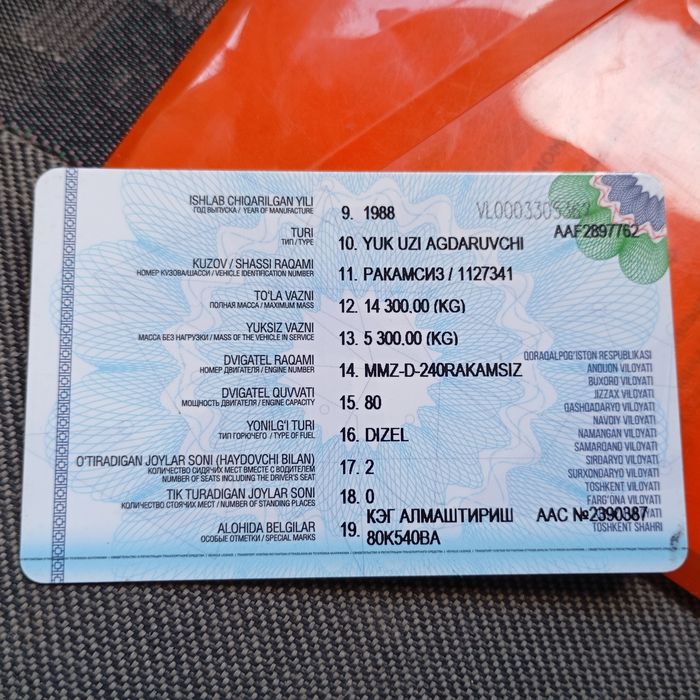 ISHLAB CHIQARILGAN YILI
ГОД ВЫПУСКА / YEAR OF MANUFACTURE
9. 1988
AAF2897762
TURI
ТИП / TYPE
10. YUK UZI AGDARUVCHI
KUZOV / SHASSI RAQAMI
НОМЕР КУЗОВА/ШАССИ / VEHICLE IDENTIFICATION NUMBER
11. РАКАМСИЗ / 1127341
TO'LA VAZNI
ПОЛНАЯ МАССА / MAXIMUM MASS
12. 14 300.00 (KG)
YUKSIZ VAZNI
МАССА БЕЗ НАГРУЗКИ / MASS OF THE VEHICLE IN SERVICE
13. 5 300.00 (KG)
DVIGATEL RAQAMI
НОМЕР ДВИГАТЕЛЯ / ENGINE NUMBER
14. MMZ-D-240RAKAMSIZ
DVIGATEL QUVVATI
МОЩНОСТЬ ДВИГАТЕЛЯ / ENGINE CAPACITY
15. 80
YONILG'I TURI
ТИП ГОРЮЧЕГО / TYPE OF FUEL
16. DIZEL
O'TIRADIGAN JOYLAR SONI (HAYDOVCHI BILAN)
КОЛИЧЕСТВО СИДЯЧИХ МЕСТ ВМЕСТЕ С ВОДИТЕЛЕМ
NUMBER OF SEATS INCLUDING THE DRIVER'S SEAT
17. 2
TIK TURADIGAN JOYLAR SONI
КОЛИЧЕСТВО СТОЯЧИХ МЕСТ / NUMBER OF STANDING PLACES
18. 0
ALOHIDA BELGILAR
ОСОБЫЕ ОТМЕТКИ / SPECIAL MARKS
19. КЭГ АЛМАШТИРИШ AAC №2390387
80K540BA
QORAQALPOG'ISTON RESPUBLIKASI
ANDIJON VILOYATI
BUXORO VILOYATI
JIZZAX VILOYATI
QASHQADARYO VILOYATI
NAVOIY VILOYATI
NAMANGAN VILOYATI
SAMARQAND VILOYATI
SIRDARYO VILOYATI
SURXONDARYO VILOYATI
TOSHKENT VILOYATI
FARG'ONA VILOYATI
TOSHKENT SHAHRI